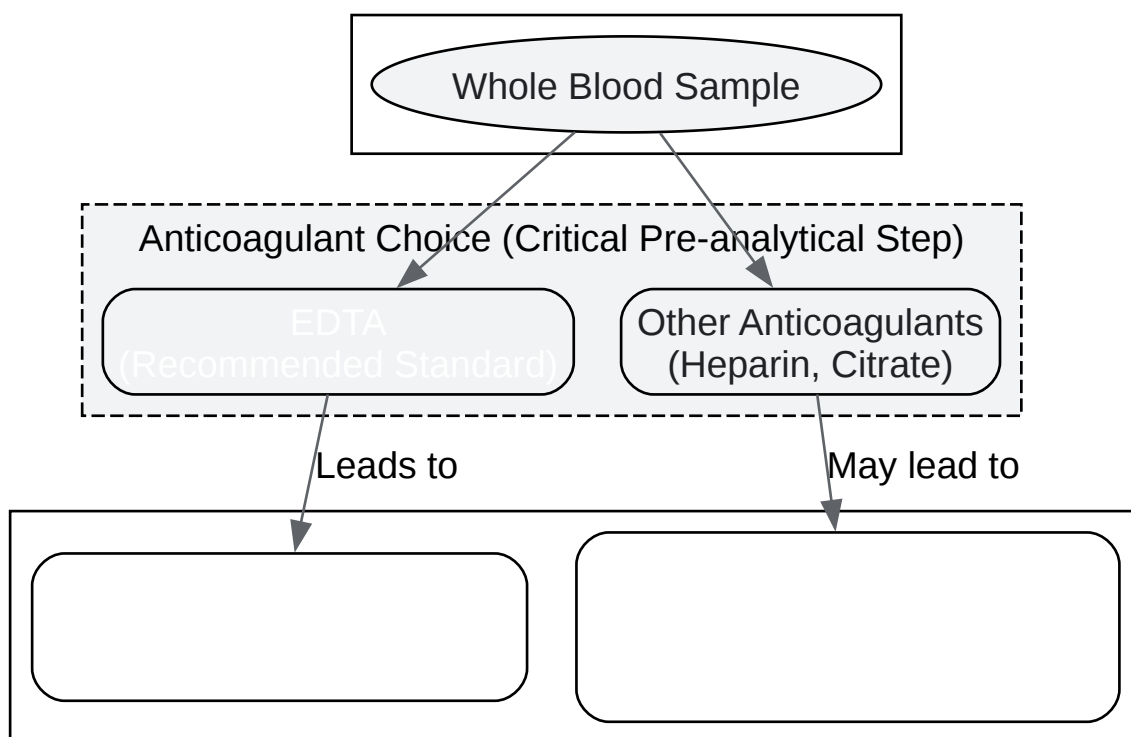 Whole Blood Sample
Anticoagulant Choice (Critical Pre-analytical Step)
EDTA
(Recommended Standard)
Other Anticoagulants
(Heparin, Citrate)
Leads to
May lead to